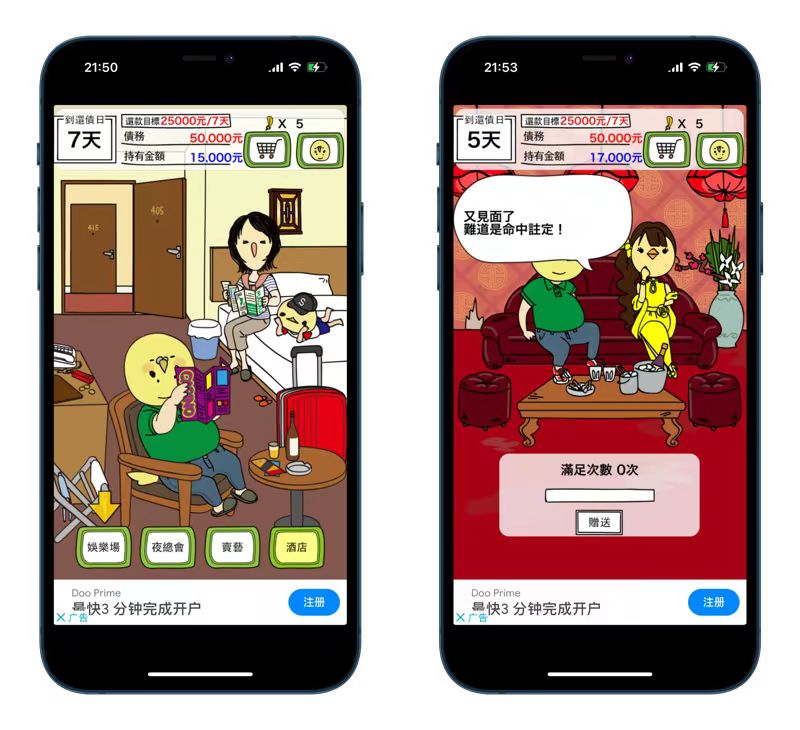 21:50
到還債日
7天
還款目標25000元/7天
債務 50,000元
持有金額 15,000元
X 5
415
405
S
CASINO
娛樂場
夜總會
賣藝
酒店
Doo Prime
最快3 分钟完成开户
注册
广告
21:53
到還債日
5天
還款目標25000元/7天
債務 50,000元
持有金額 17,000元
X 5
又見面了
難道是命中註定！
滿足次數 0次
贈送
Doo Prime
最快3 分钟完成开户
注册
广告